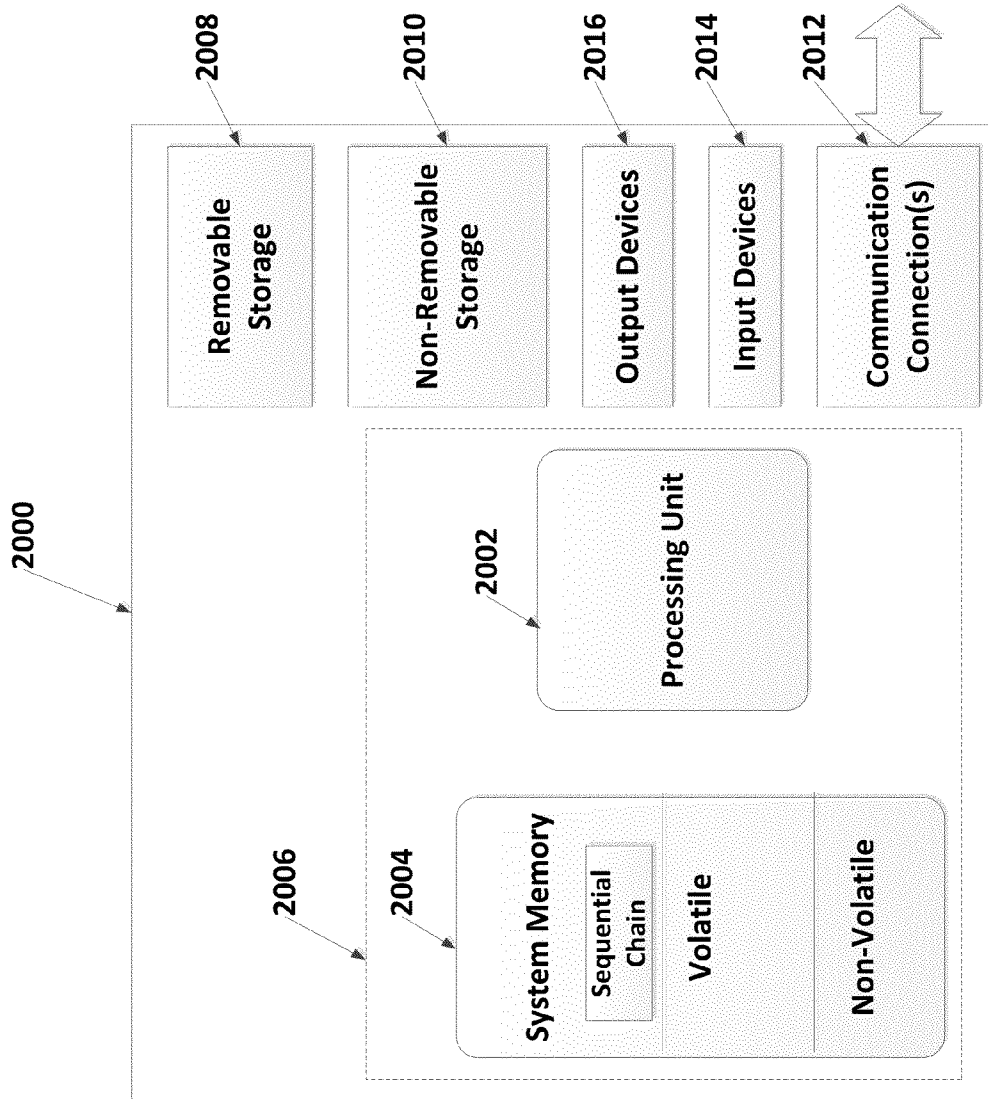 2000
2006
2004
System Memory
Sequential
Chain
Volatile
Non-Volatile
2002
Processing Unit
Removable
Storage
2008
Non-Removable
Storage
2010
Output Devices
2016
Input Devices
2014
Communication
Connection(s)
2012